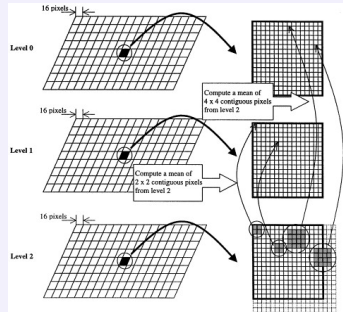 16 pixels
Level 0
Compute a mean of
4 x 4 contiguous pixels
from level 2
16 pixels
Level 1
Compute a mean of
2 x 2 contiguous pixels
from level 2
16 pixels
Level 2